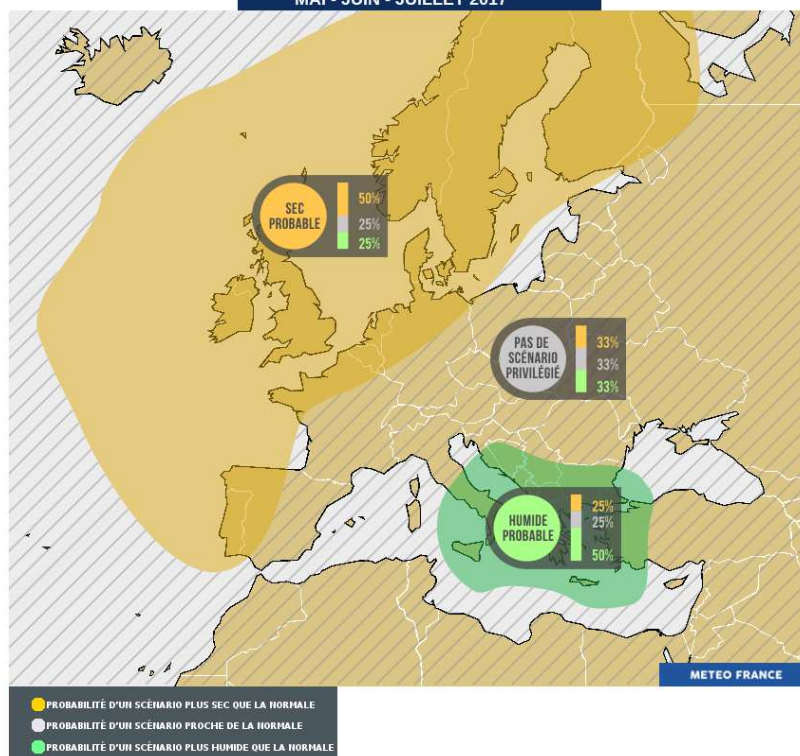 MAI - JUIN - JUILLET 2017
SEC
PROBABLE
50%
25%
25%
PAS DE
SCÉNARIO
PRIVILÉGIÉ
33%
33%
33%
HUMIDE
PROBABLE
25%
25%
50%
METEO FRANCE
PROBABILITÉ D'UN SCÉNARIO PLUS SEC QUE LA NORMALE
PROBABILITÉ D'UN SCÉNARIO PROCHE DE LA NORMALE
PROBABILITÉ D'UN SCÉNARIO PLUS HUMIDE QUE LA NORMALE